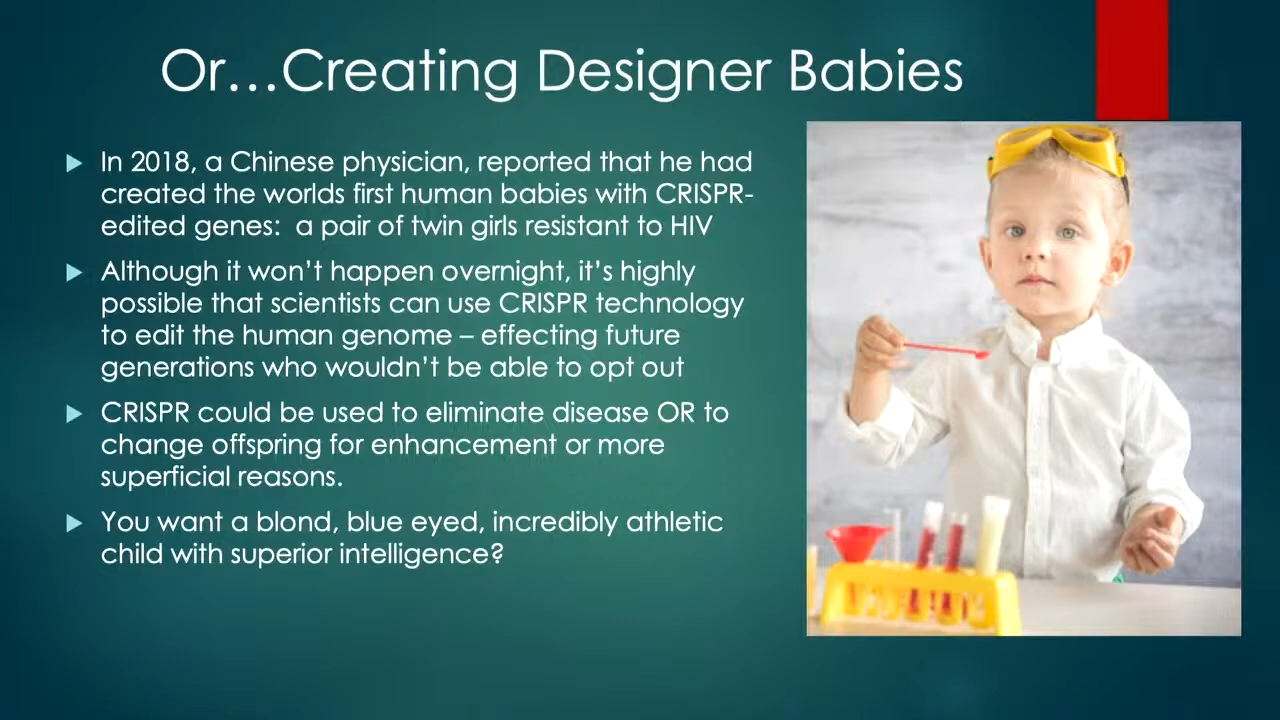 Or...Creating Designer Babies
In 2018, a Chinese physician, reported that he had
created the worlds first human babies with CRISPR-
edited genes:  a pair of twin girls resistant to HIV
Although it won't happen overnight, it's highly
possible that scientists can use CRISPR technology
to edit the human genome – effecting future
generations who wouldn't be able to opt out
CRISPR could be used to eliminate disease OR to
change offspring for enhancement or more
superficial reasons.
You want a blond, blue eyed, incredibly athletic
child with superior intelligence?